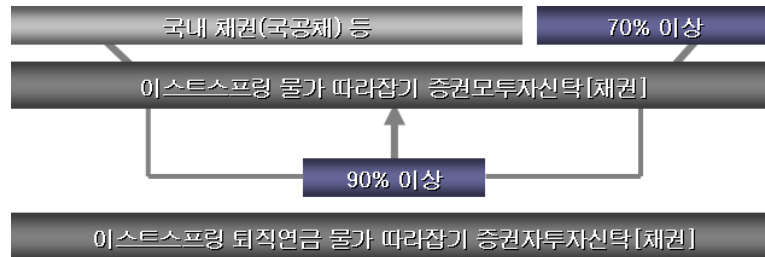 국내 채권(국공채) 등
70% 이상
이스트스프링 물가 따라잡기 증권모투자신탁[채권]
90% 이상
이스트스프링 퇴직연금 물가 따라잡기 증권자투자신탁[채권]